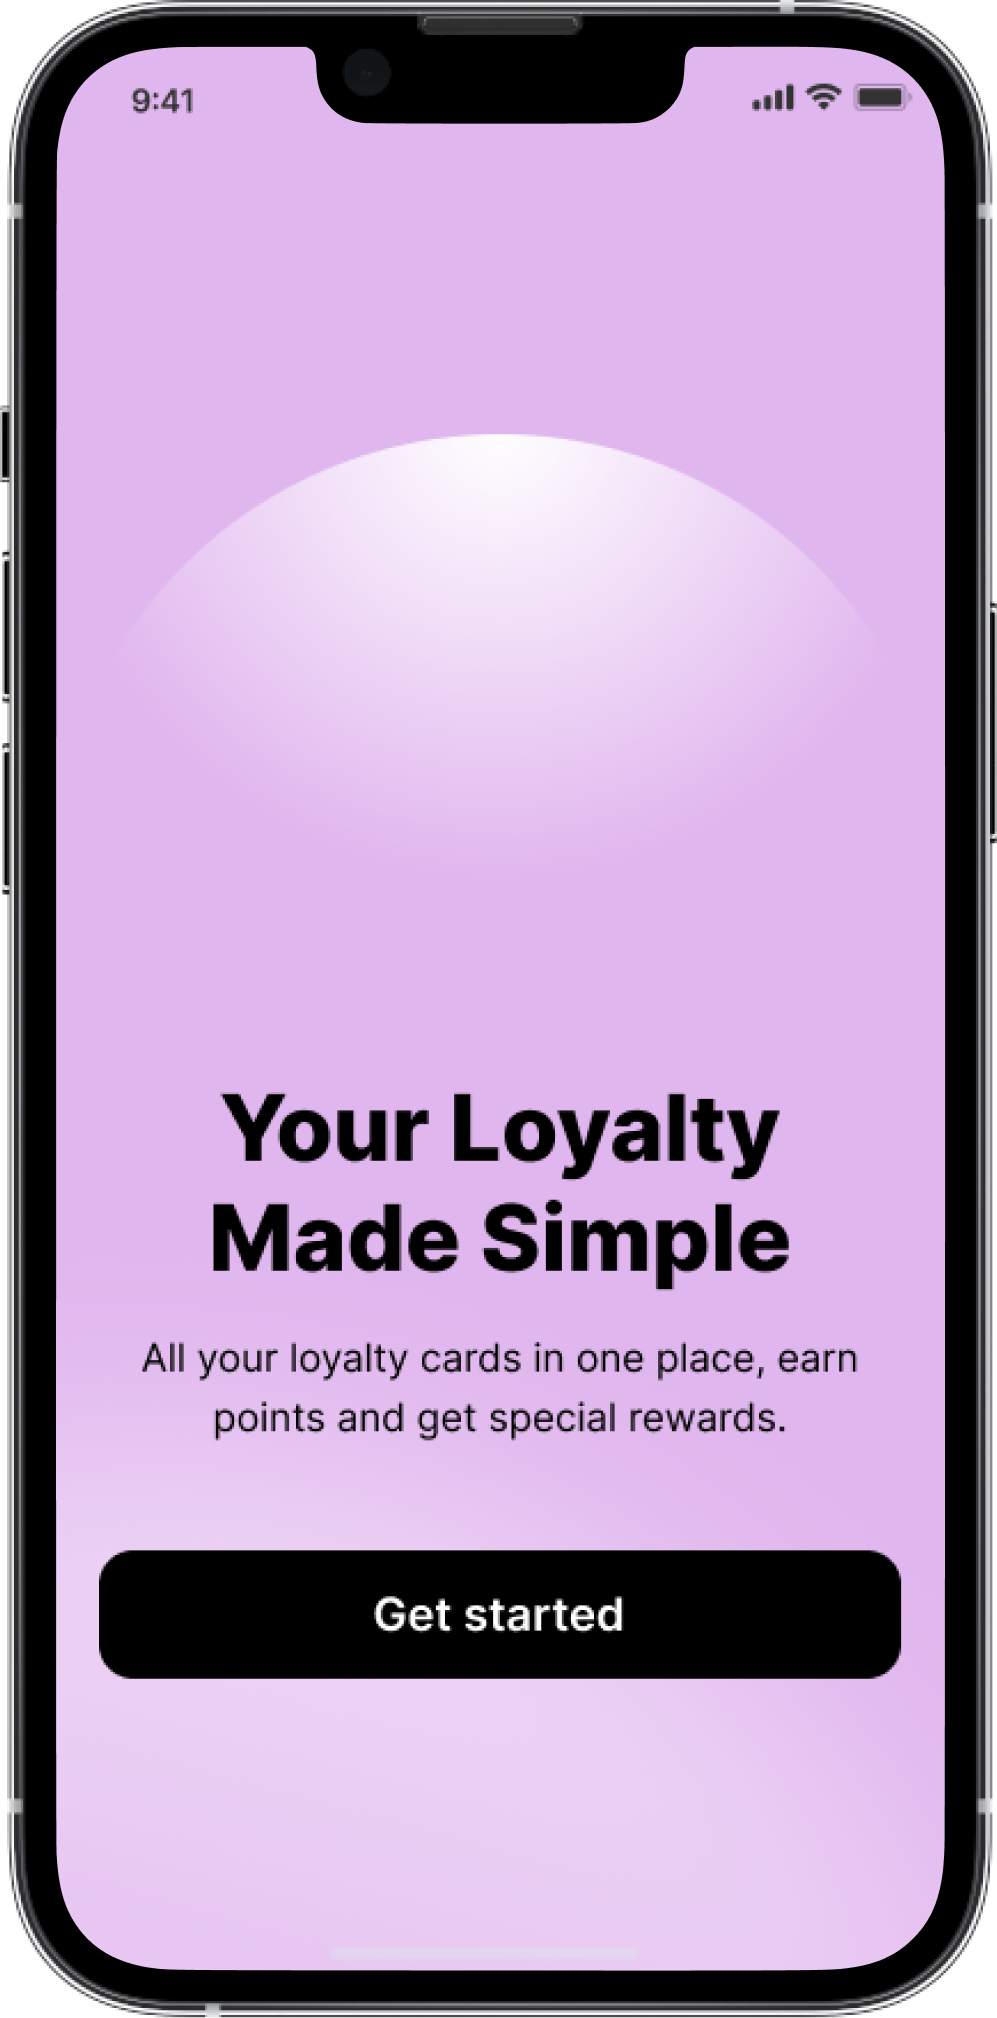 9:41
Your Loyalty
Made Simple
All your loyalty cards in one place, earn
points and get special rewards.
Get started